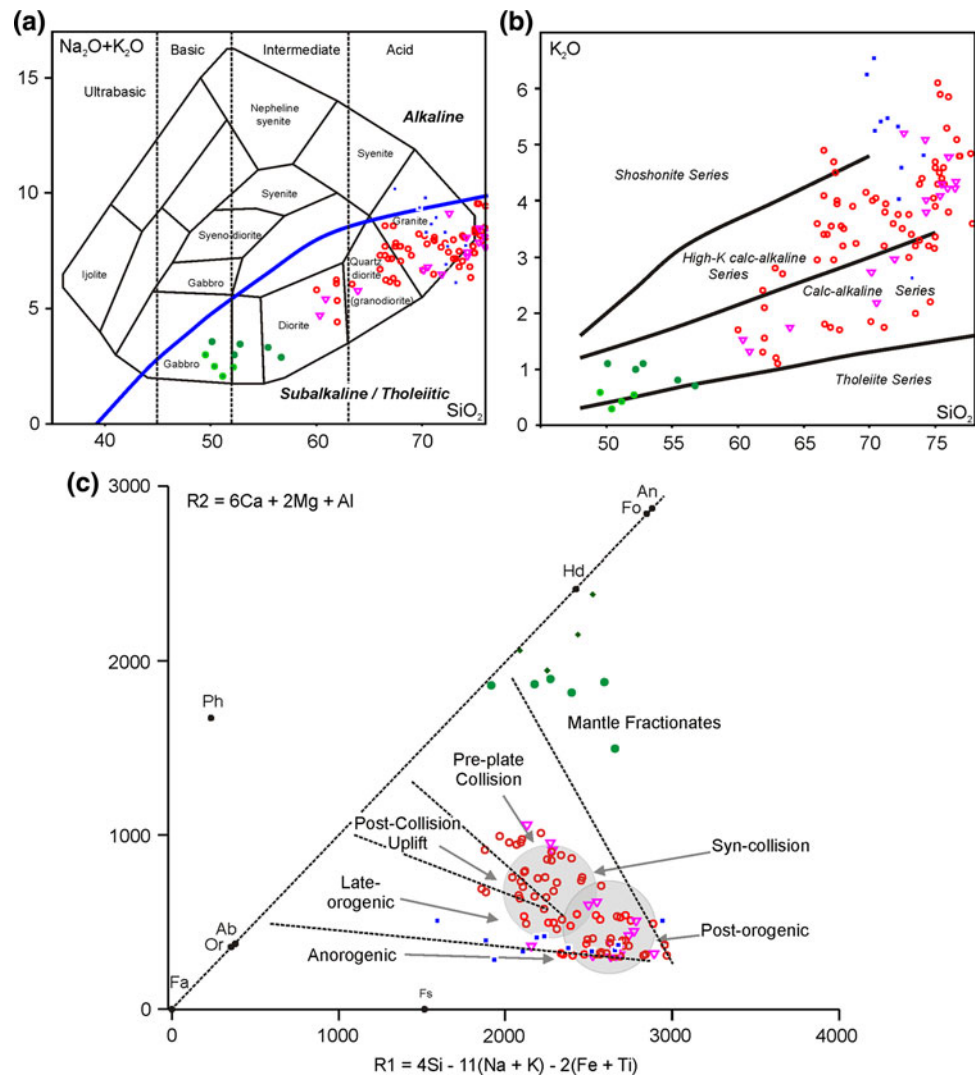 (a)
Na₂O+K₂O
Basic
Intermediate
Acid
Ultrabasic
Nepheline
syenite
Alkaline
Syenite
Syenite
Granite
Syeno-diorite
Ijolite
Gabbro
Quartz
diorite
(granodiorite)
Diorite
Gabbro
Subalkaline / Tholeiitic
SiO₂
15
10
5
0
40
50
60
70
(b)
K₂O
Shoshonite Series
High-K calc-alkaline
Series
Calc-alkaline Series
Tholeiite Series
SiO₂
6
5
4
3
2
1
0
50
55
60
65
70
75
(c)
R2 = 6Ca + 2Mg + Al
An
Fo
Hd
Ph
Mantle Fractionates
Pre-plate
Collision
Post-Collision
Uplift
Syn-collision
Late-
orogenic
Post-orogenic
Anorogenic
Ab
Or
Fa
Fs
3000
2000
1000
0
0
1000
2000
3000
4000
R1 = 4Si - 11(Na + K) - 2(Fe + Ti)